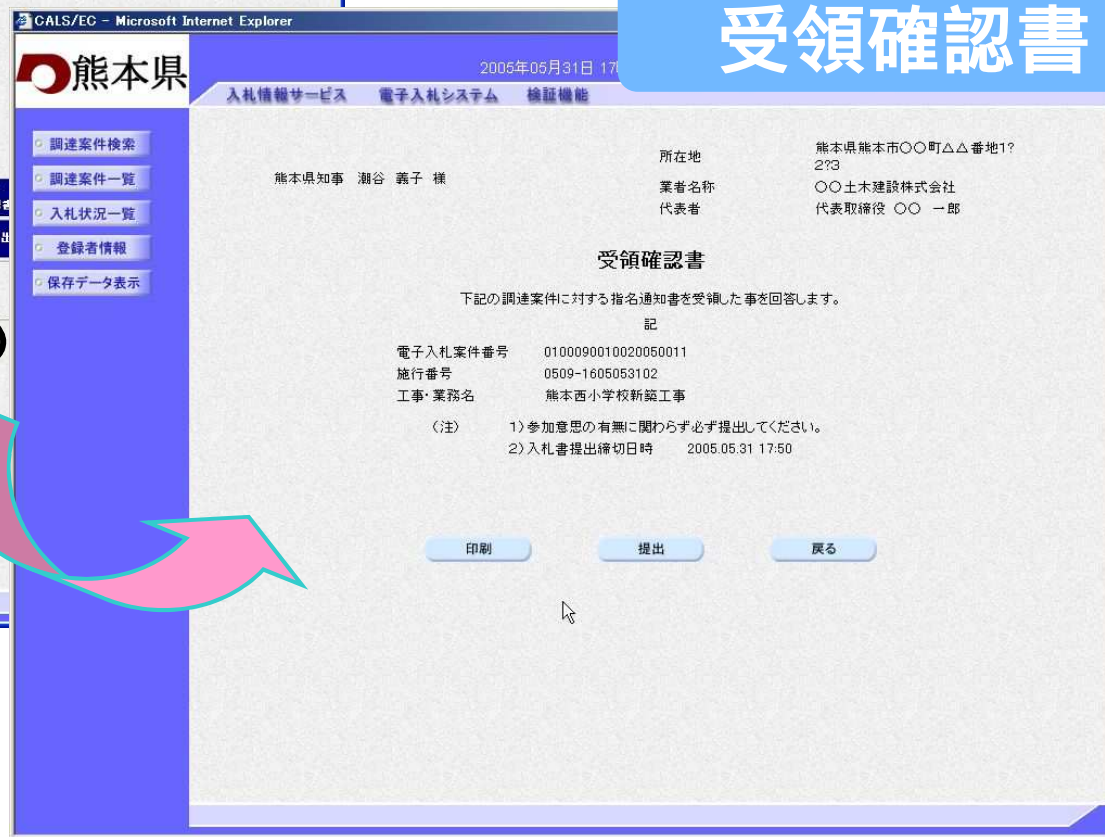 CALS/EC - Microsoft Internet Explorer
受領確認書
熊本県
2005年05月31日
入札情報サービス 電子入札システム 検証機能
調達案件検索
調達案件一覧
入札状況一覧
登録者情報
保存データ表示
熊本県知事 潮谷 義子 様
所在地 熊本県熊本市〇〇町△△番地1?
2?3
業者名称 〇〇土木建設株式会社
代表者 代表取締役 〇〇 一郎
受領確認書
下記の調達案件に対する指名通知書を受領した事を回答します。
記
電子入札案件番号 0100090010020050011
施行番号 0509-1605053102
工事・業務名 熊本西小学校新築工事
(注) 1)参加意思の有無に関わらず必ず提出してください。
2)入札書提出締切日時 2005.05.31 17:50
印刷 提出 戻る